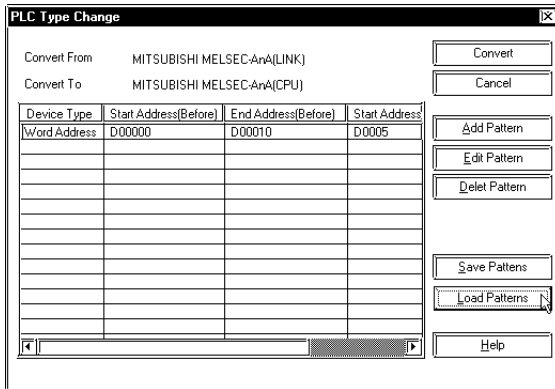 PLC Type Change
Convert From MITSUBISHI MELSEC-AnA(LINK)
Convert To MITSUBISHI MELSEC-AnA(CPU)
Device Type Start Address(Before) End Address(Before) Start Address
Word Address D00000 D00010 D0005
Convert
Cancel
Add Pattern
Edit Pattern
Delet Pattern
Save Pattens
Load Patterns
Help